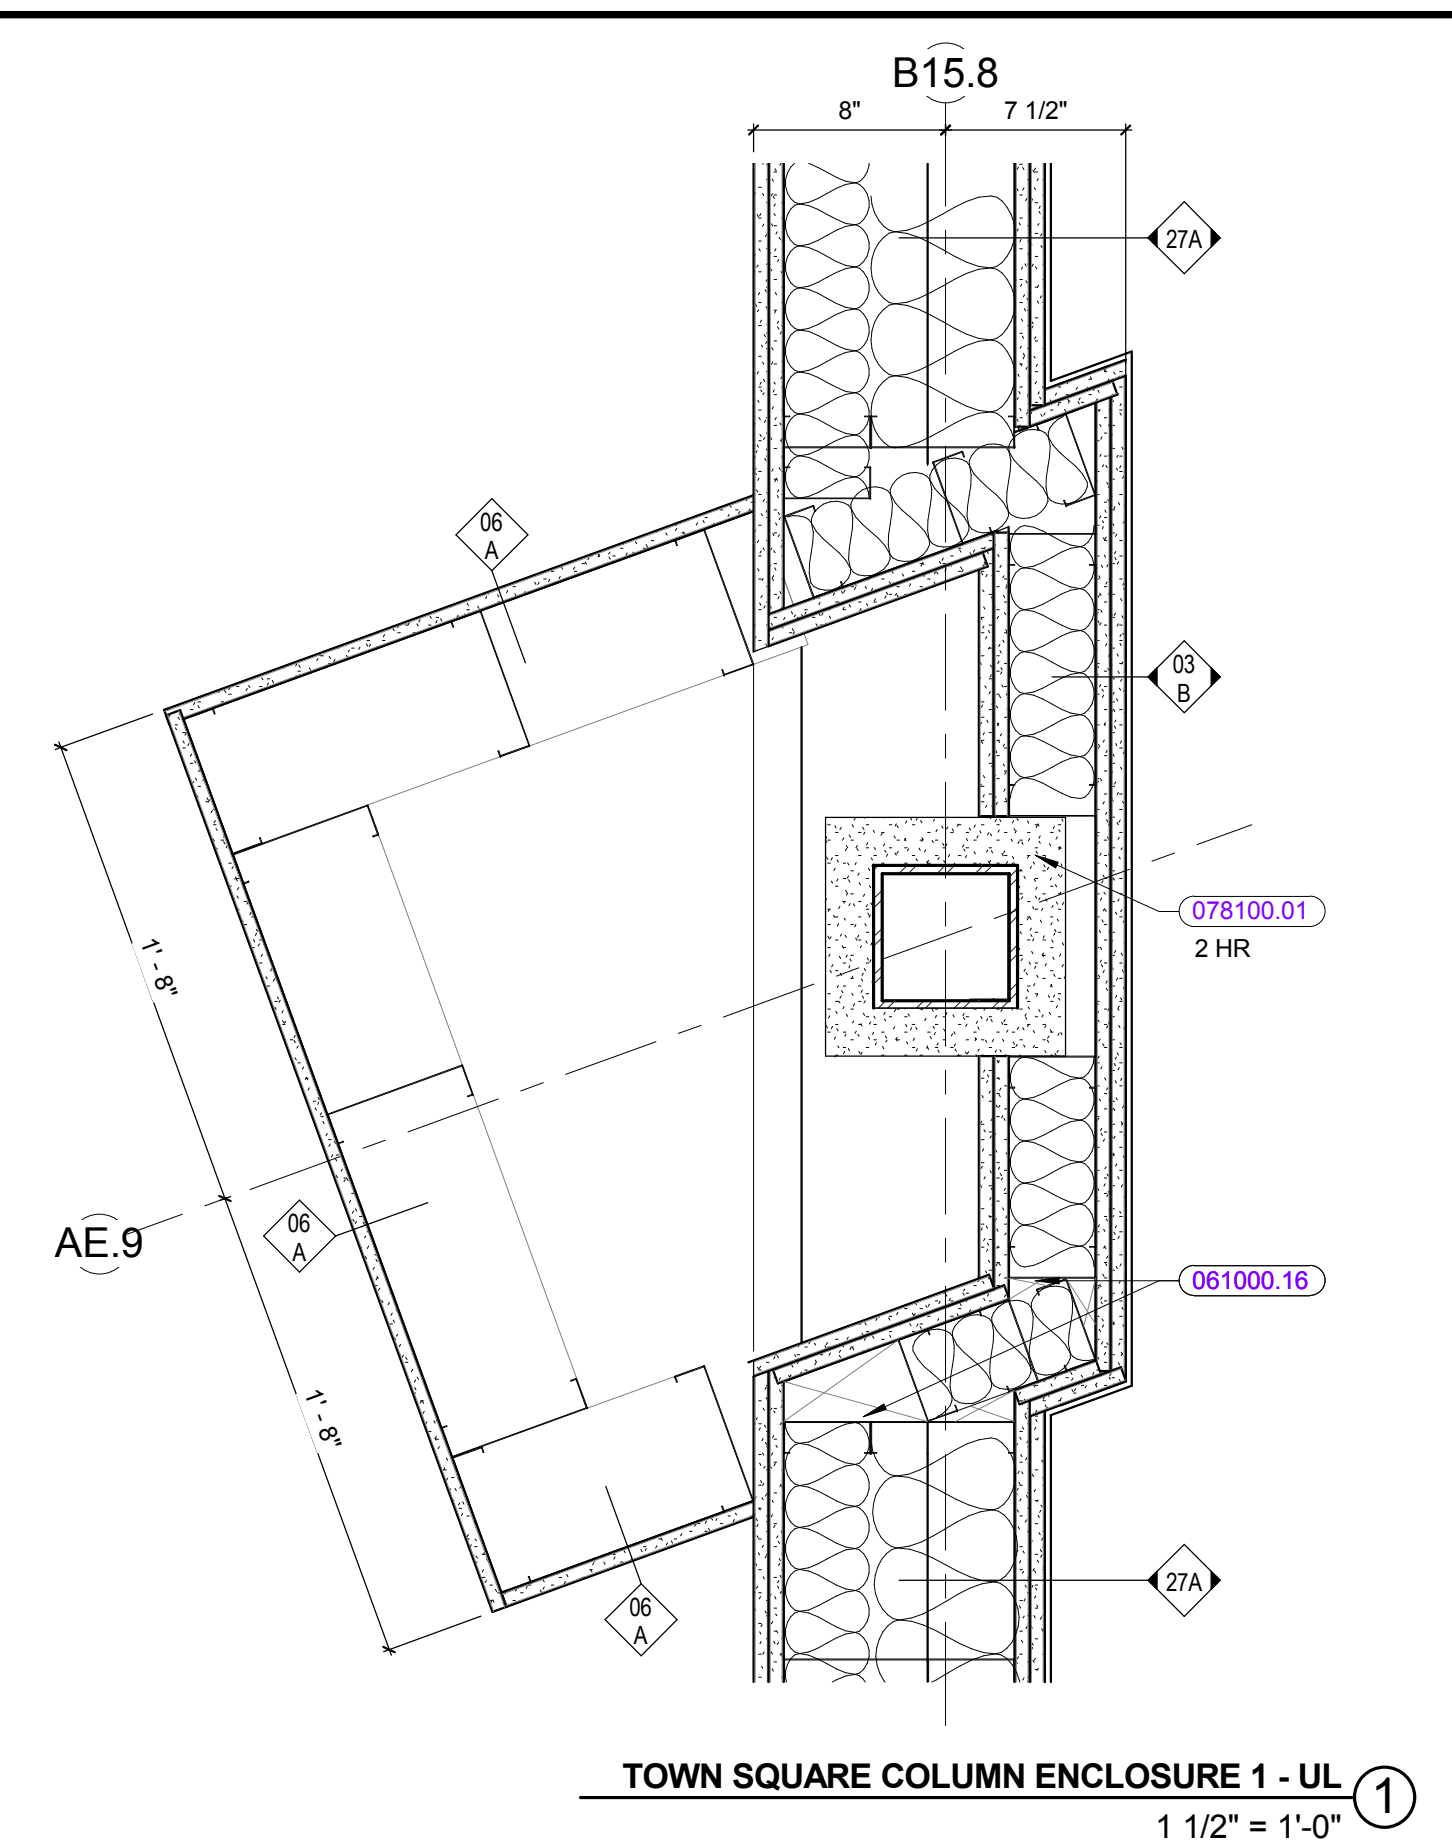 B15.8
8"
7 1/2"
27A
06
A
03
B
078100.01
2 HR
1' - 8"
AE.9
06
A
061000.16
1' - 8"
27A
06
A
TOWN SQUARE COLUMN ENCLOSURE 1 - UL
1
1 1/2" = 1'-0"